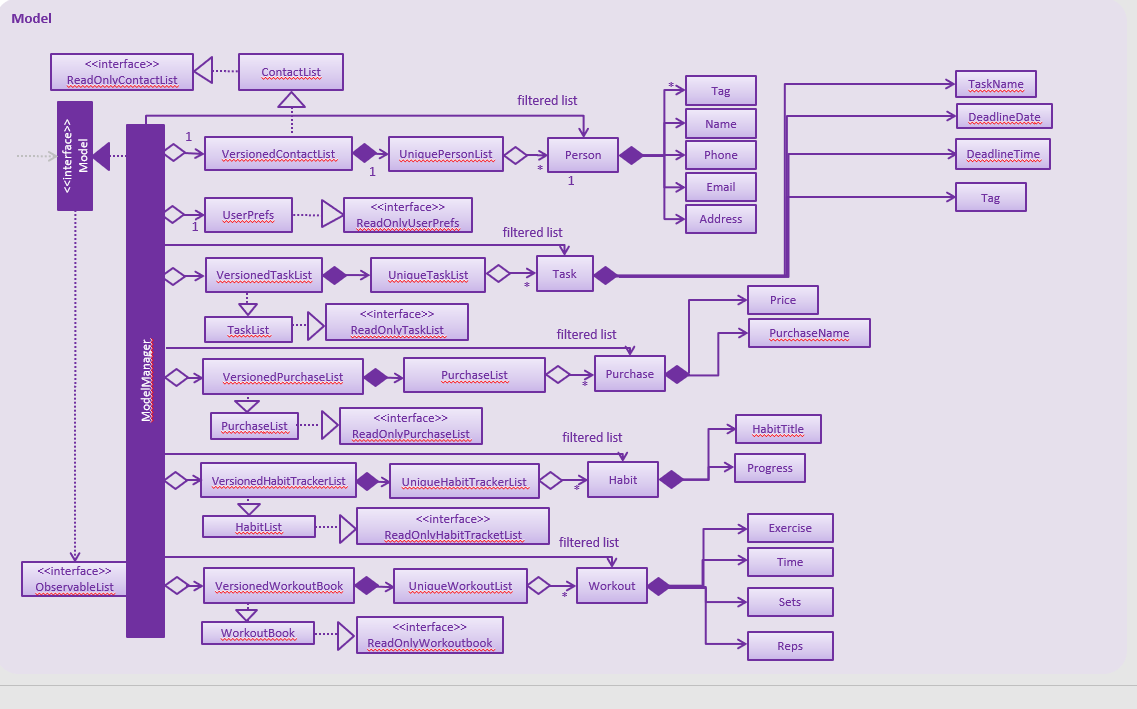 Model
<<interface>>
ReadOnlyContactList
ContactList
<<interface>>
Model
ModelManager
filtered list
1
VersionedContactList
1
UniquePersonList
*
Person
1
*
Tag
Name
Phone
Email
Address
TaskName
DeadlineDate
DeadlineTime
Tag
1
UserPrefs
<<interface>>
ReadOnlyUserPrefs
filtered list
VersionedTaskList
UniqueTaskList
*
Task
TaskList
<<interface>>
ReadOnlyTaskList
filtered list
VersionedPurchaseList
PurchaseList
*
Purchase
Price
PurchaseName
PurchaseList
<<interface>>
ReadOnlyPurchaseList
filtered list
VersionedHabitTrackerList
UniqueHabitTrackerList
*
Habit
HabitTitle
Progress
HabitList
<<interface>>
ReadOnlyHabitTracketList
filtered list
<<interface>>
ObservableList
VersionedWorkoutBook
UniqueWorkoutList
*
Workout
Exercise
Time
Sets
Reps
WorkoutBook
<<interface>>
ReadOnlyWorkoutbook